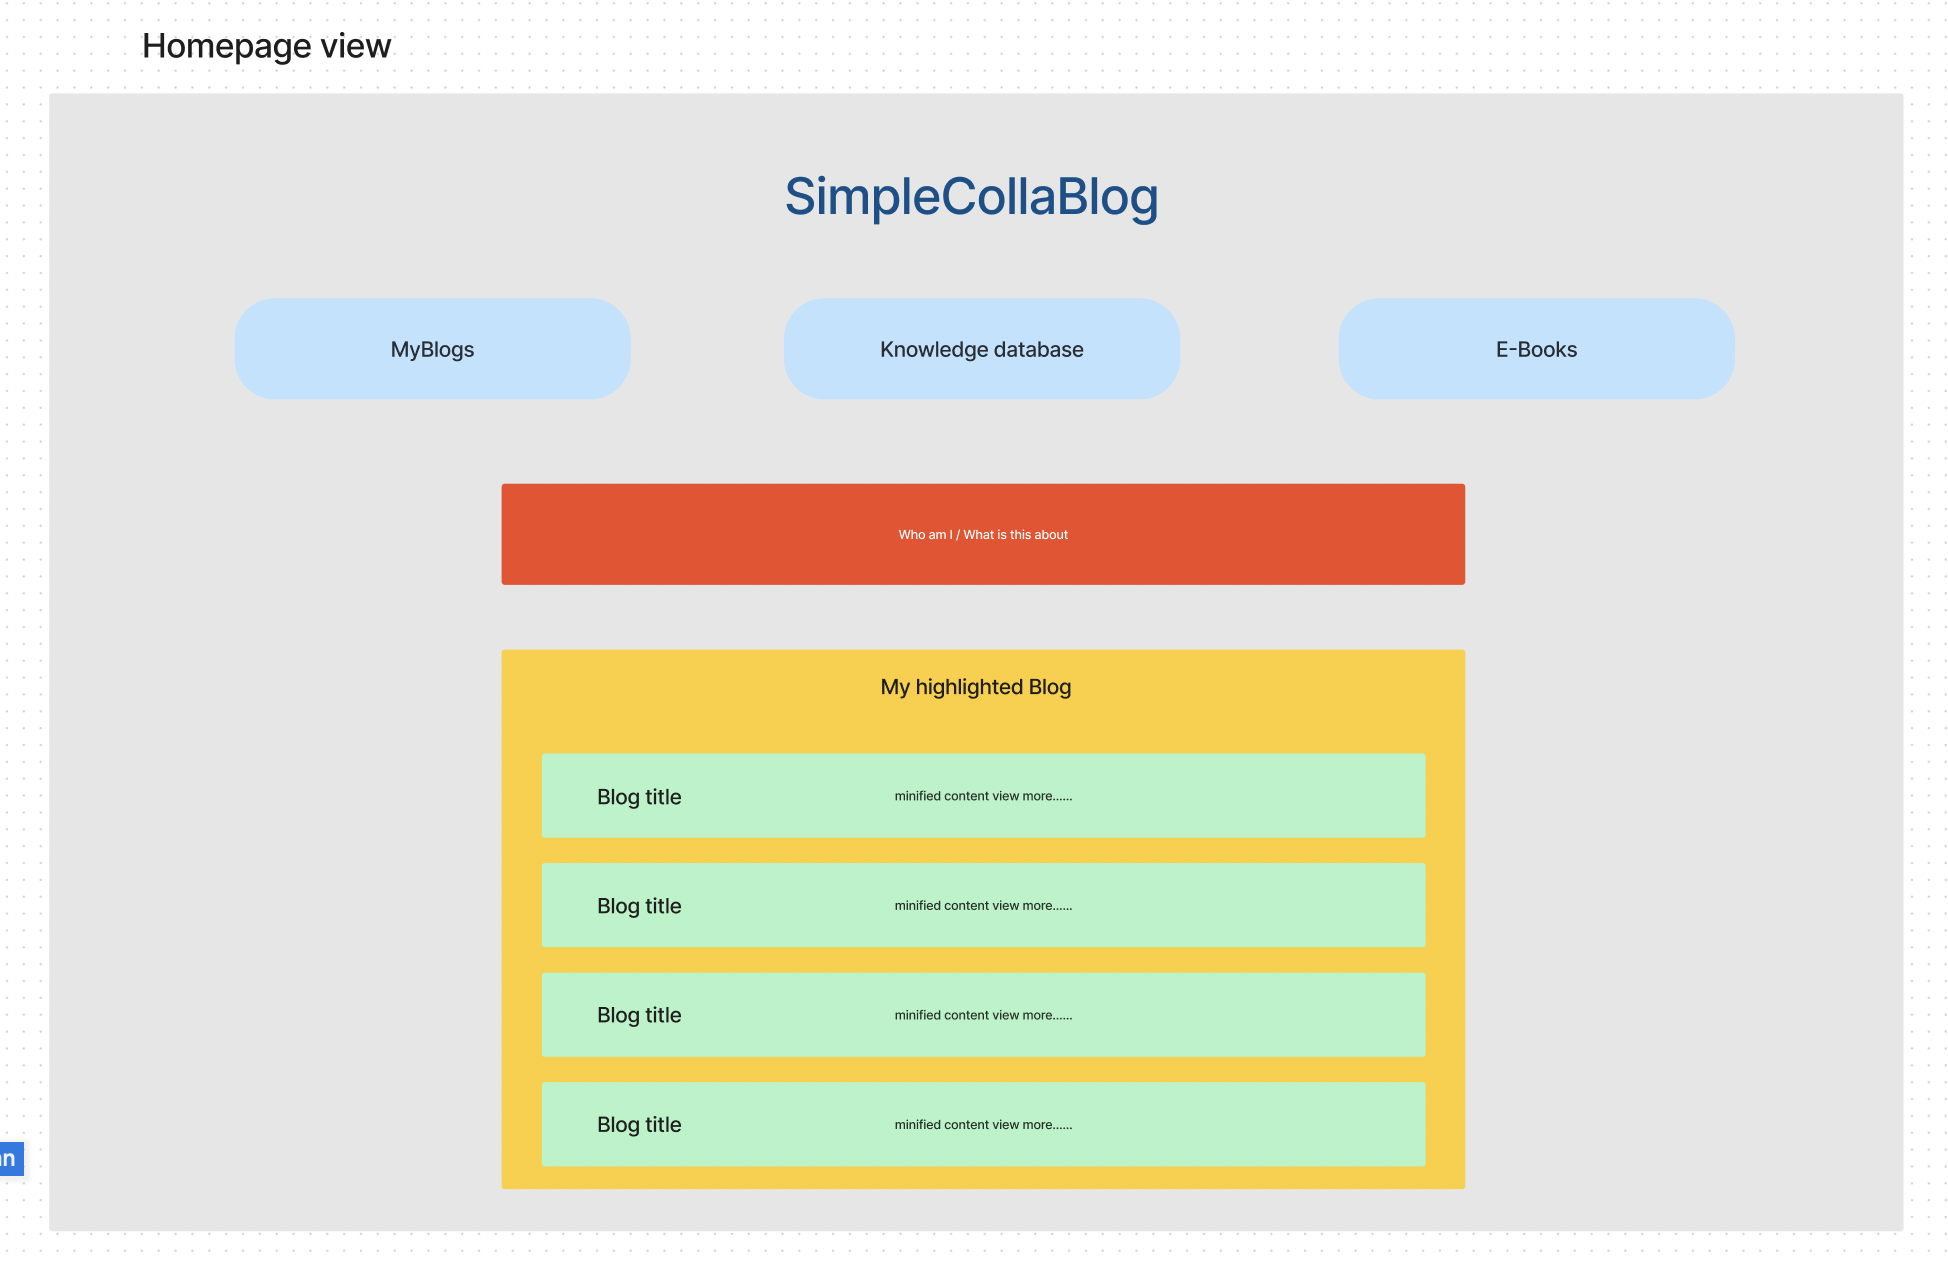 Homepage view
SimpleCollaBlog
MyBlogs
Knowledge database
E-Books
Who am I / What is this about
My highlighted Blog
Blog title
minified content view more......
Blog title
minified content view more......
Blog title
minified content view more......
Blog title
minified content view more......